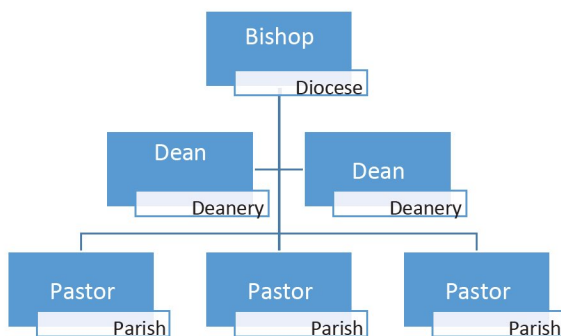 Bishop
Diocese
Dean
Deanery
Dean
Deanery
Pastor
Parish
Pastor
Parish
Pastor
Parish